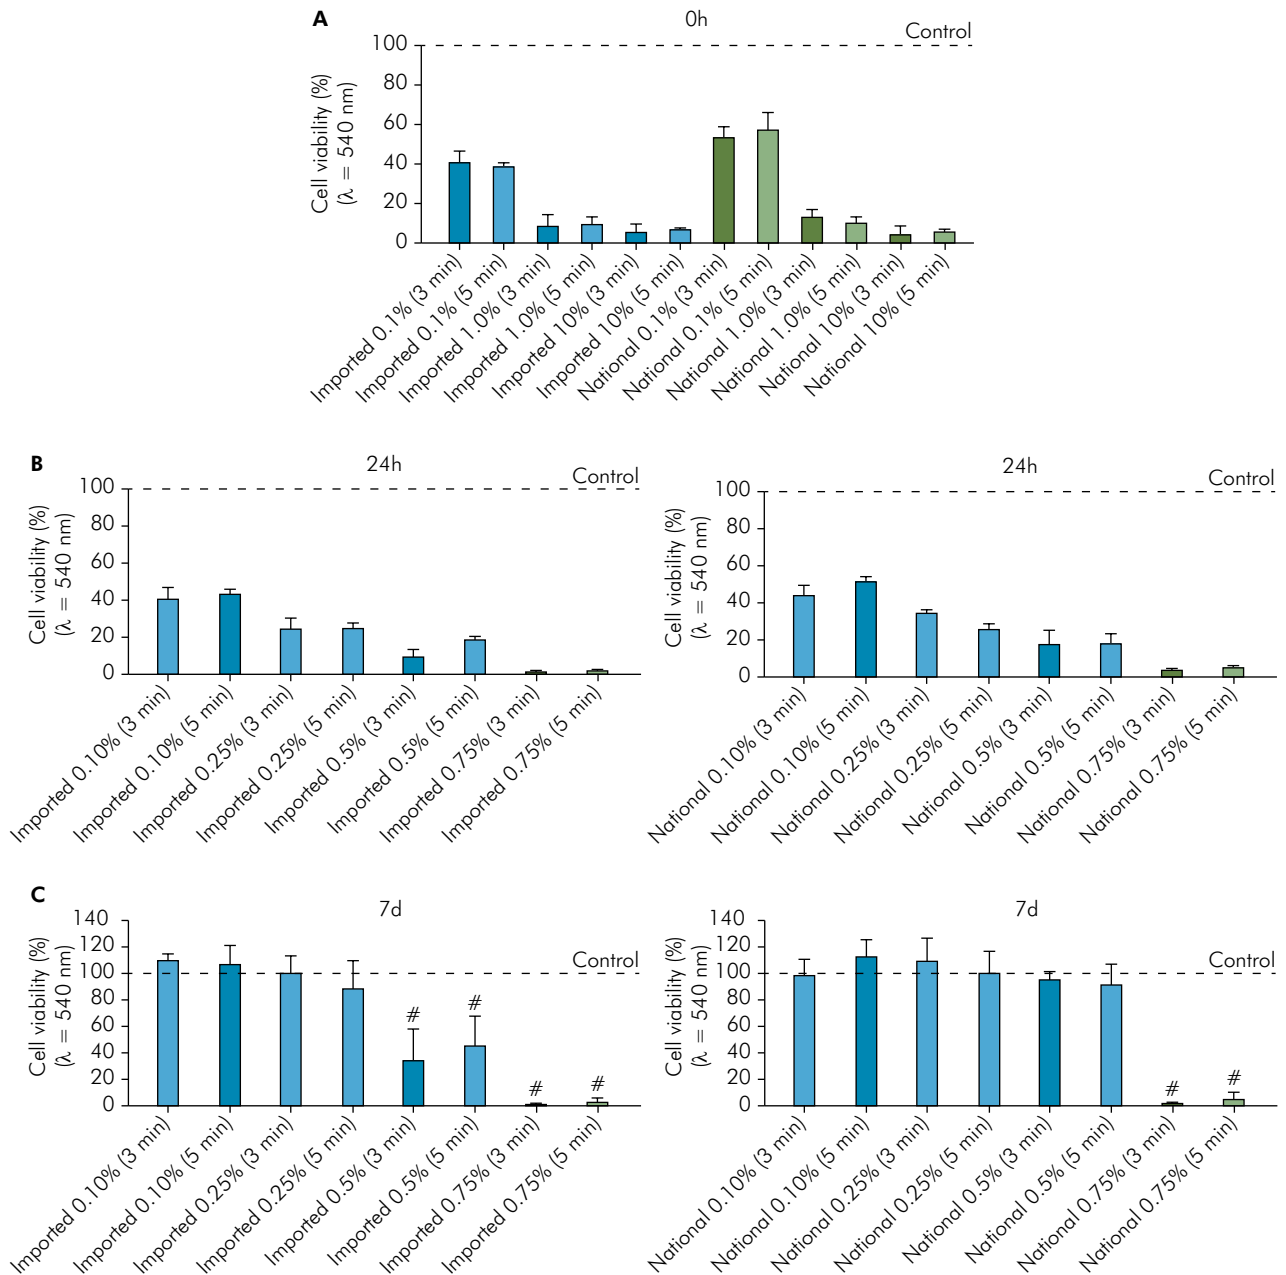 A
0h
Control
Cell viability (%)
(λ = 540 nm)
100
80
60
40
20
0
Imported 0.1% (3 min)
Imported 0.1% (5 min)
Imported 1.0% (3 min)
Imported 1.0% (5 min)
Imported 10% (3 min)
Imported 10% (5 min)
National 0.1% (3 min)
National 0.1% (5 min)
National 1.0% (3 min)
National 1.0% (5 min)
National 10% (3 min)
National 10% (5 min)
B
24h
Control
Cell viability (%)
(λ = 540 nm)
100
80
60
40
20
0
Imported 0.10% (3 min)
Imported 0.10% (5 min)
Imported 0.25% (3 min)
Imported 0.25% (5 min)
Imported 0.5% (3 min)
Imported 0.5% (5 min)
Imported 0.75% (3 min)
Imported 0.75% (5 min)
24h
Control
Cell viability (%)
(λ = 540 nm)
100
80
60
40
20
0
National 0.10% (3 min)
National 0.10% (5 min)
National 0.25% (3 min)
National 0.25% (5 min)
National 0.5% (3 min)
National 0.5% (5 min)
National 0.75% (3 min)
National 0.75% (5 min)
C
7d
Control
Cell viability (%)
(λ = 540 nm)
140
120
100
80
60
40
20
0
#
#
#
#
Imported 0.10% (3 min)
Imported 0.10% (5 min)
Imported 0.25% (3 min)
Imported 0.25% (5 min)
Imported 0.5% (3 min)
Imported 0.5% (5 min)
Imported 0.75% (3 min)
Imported 0.75% (5 min)
7d
Control
Cell viability (%)
(λ = 540 nm)
140
120
100
80
60
40
20
0
#
#
National 0.10% (3 min)
National 0.10% (5 min)
National 0.25% (3 min)
National 0.25% (5 min)
National 0.5% (3 min)
National 0.5% (5 min)
National 0.75% (3 min)
National 0.75% (5 min)